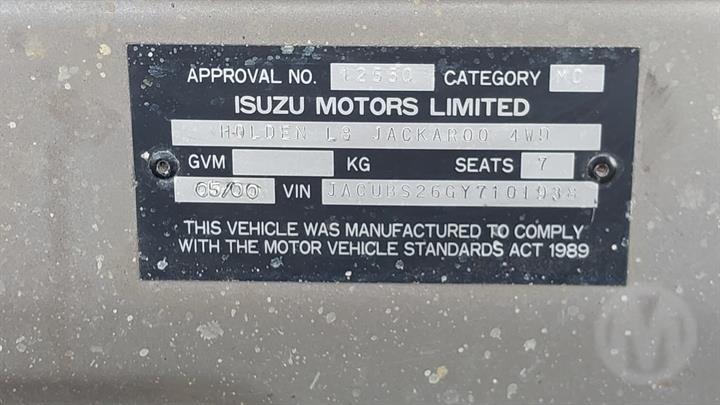 APPROVAL NO. 12550 CATEGORY MC
ISUZU MOTORS LIMITED
HOLDEN L8 JACKAROO 4WD
GVM KG SEATS 7
05/00 VIN JACUBS26GY7101938
THIS VEHICLE WAS MANUFACTURED TO COMPLY
WITH THE MOTOR VEHICLE STANDARDS ACT 1989
M